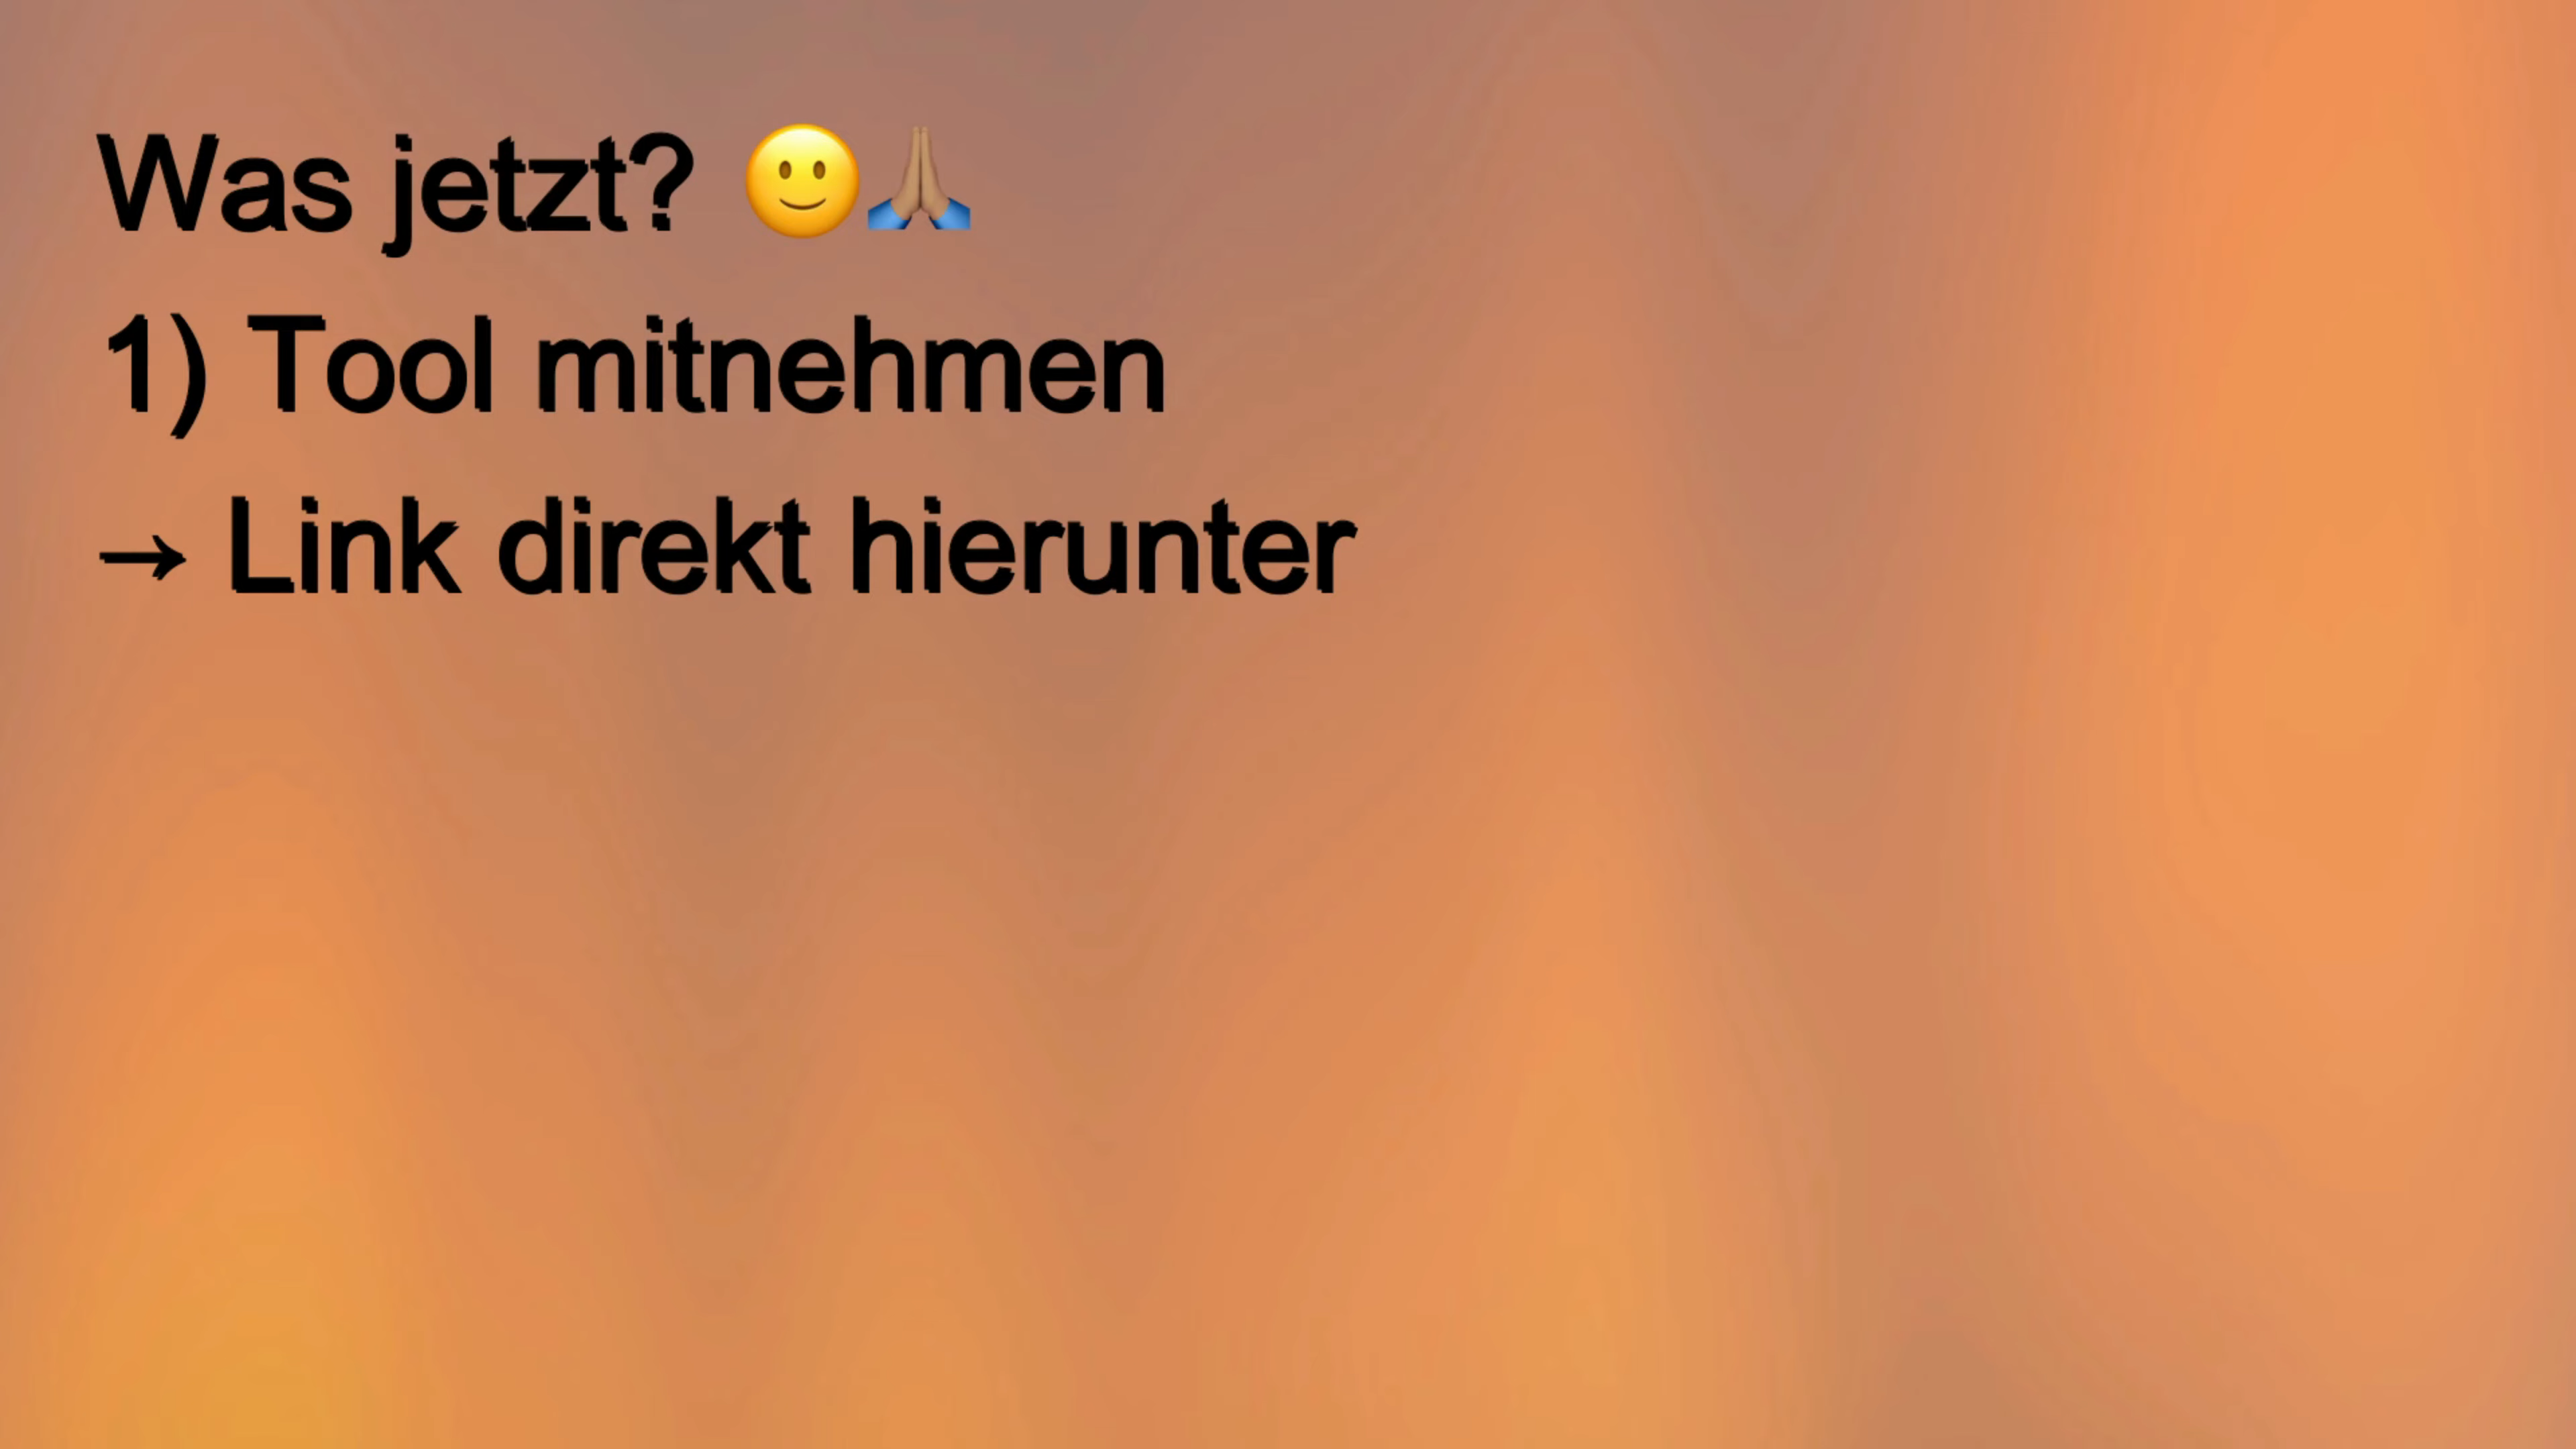 Was jetzt? 🙂🙏🏽
1) Tool mitnehmen
→ Link direkt hierunter